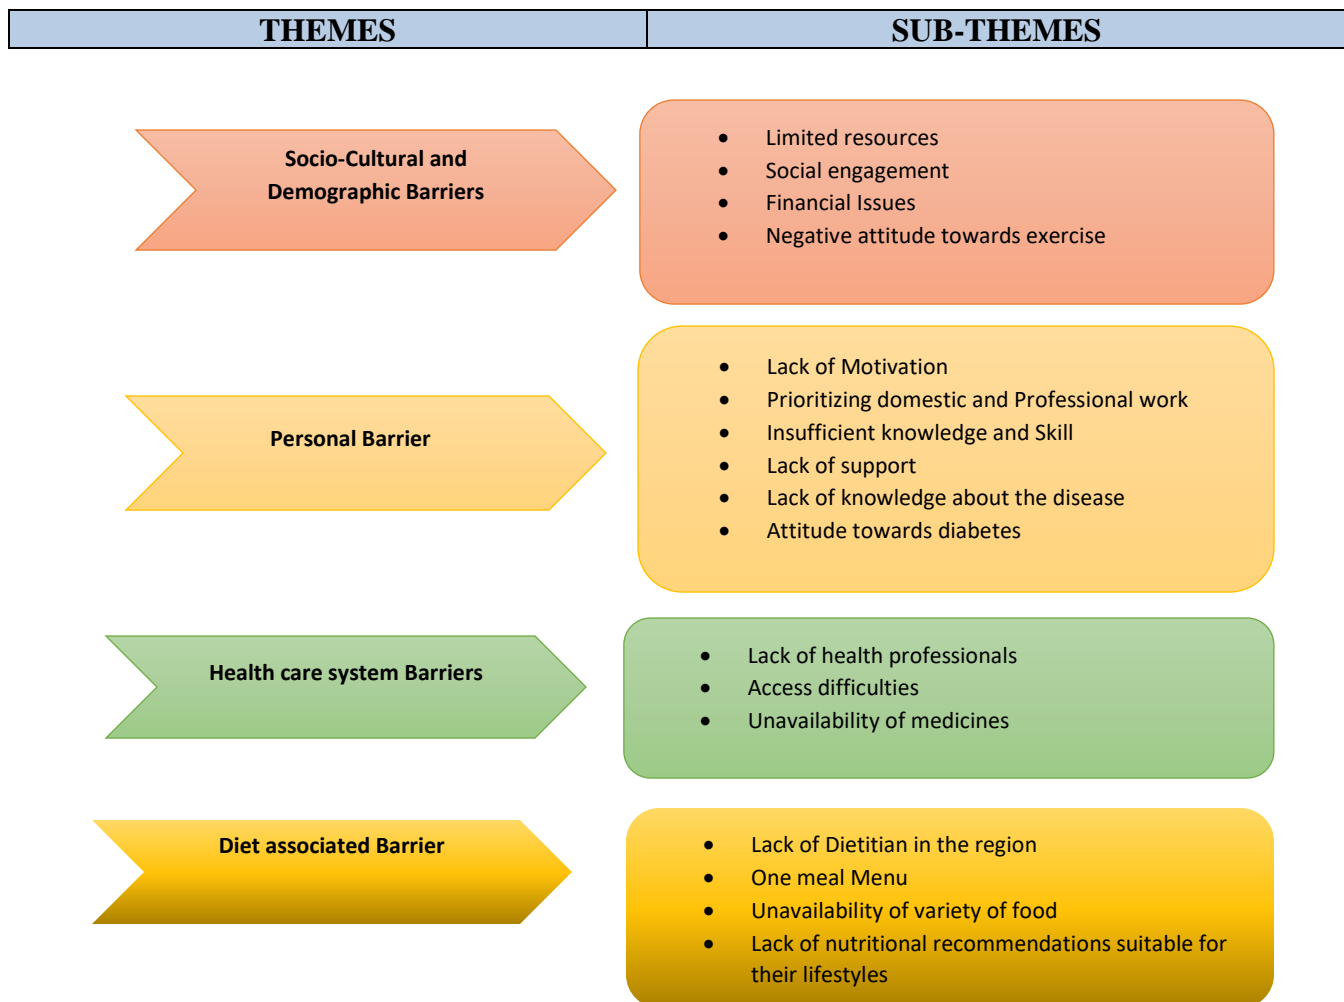 THEMES
SUB-THEMES
Socio-Cultural and
Demographic Barriers
• Limited resources
• Social engagement
• Financial Issues
• Negative attitude towards exercise
Personal Barrier
• Lack of Motivation
• Prioritizing domestic and Professional work
• Insufficient knowledge and Skill
• Lack of support
• Lack of knowledge about the disease
• Attitude towards diabetes
Health care system Barriers
• Lack of health professionals
• Access difficulties
• Unavailability of medicines
Diet associated Barrier
• Lack of Dietitian in the region
• One meal Menu
• Unavailability of variety of food
• Lack of nutritional recommendations suitable for
their lifestyles